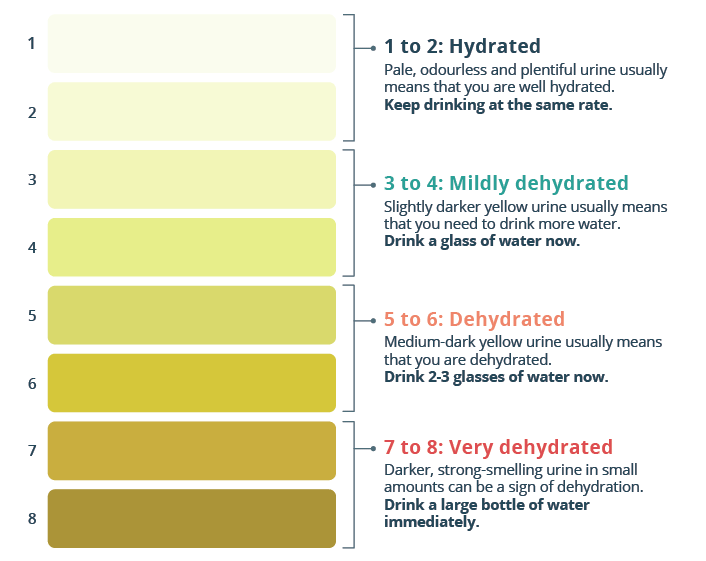 1
2
1 to 2: Hydrated
Pale, odourless and plentiful urine usually
means that you are well hydrated.
Keep drinking at the same rate.
3
4
3 to 4: Mildly dehydrated
Slightly darker yellow urine usually means
that you need to drink more water.
Drink a glass of water now.
5
6
5 to 6: Dehydrated
Medium-dark yellow urine usually means
that you are dehydrated.
Drink 2-3 glasses of water now.
7
8
7 to 8: Very dehydrated
Darker, strong-smelling urine in small
amounts can be a sign of dehydration.
Drink a large bottle of water
immediately.